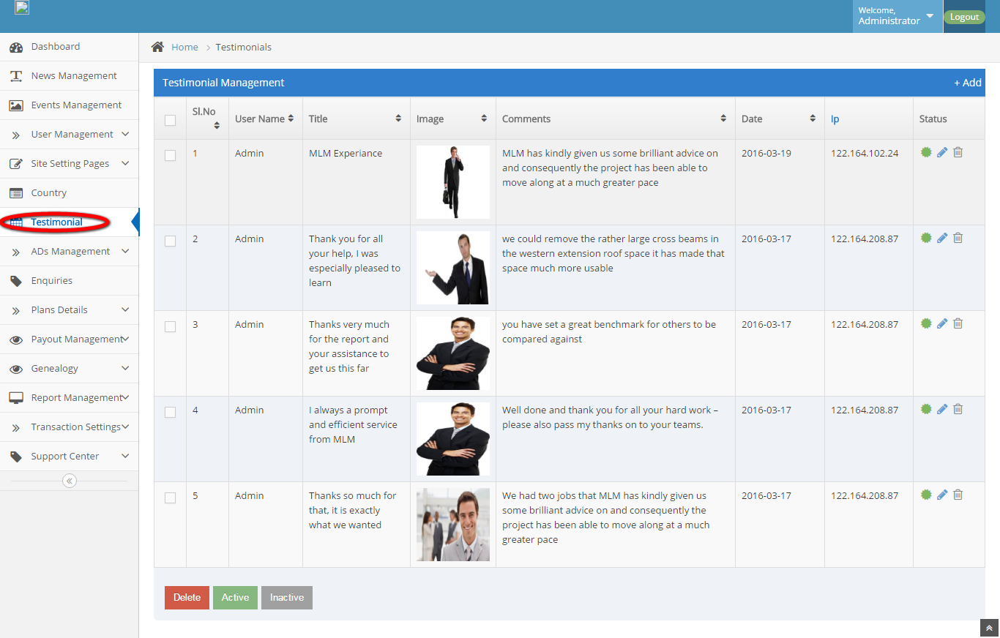 Welcome,
Administrator
Logout
Dashboard
News Management
Events Management
User Management
Site Setting Pages
Country
Testimonial
ADs Management
Enquiries
Plans Details
Payout Management
Genealogy
Report Management
Transaction Settings
Support Center
Home > Testimonials
Testimonial Management
+ Add
Sl.No
User Name
Title
Image
Comments
Date
Ip
Status
1
Admin
MLM Experiance
MLM has kindly given us some brilliant advice on
and consequently the project has been able to
move along at a much greater pace
2016-03-19
122.164.102.24
2
Admin
Thank you for all
your help, I was
especially pleased to
learn
we could remove the rather large cross beams in
the western extension roof space it has made that
space much more usable
2016-03-17
122.164.208.87
3
Admin
Thanks very much
for the report and
your assistance to
get us this far
you have set a great benchmark for others to be
compared against
2016-03-17
122.164.208.87
4
Admin
I always a prompt
and efficient service
from MLM
Well done and thank you for all your hard work –
please also pass my thanks on to your teams.
2016-03-17
122.164.208.87
5
Admin
Thanks so much for
that, it is exactly
what we wanted
We had two jobs that MLM has kindly given us
some brilliant advice on and consequently the
project has been able to move along at a much
greater pace
2016-03-17
122.164.208.87
Delete
Active
Inactive